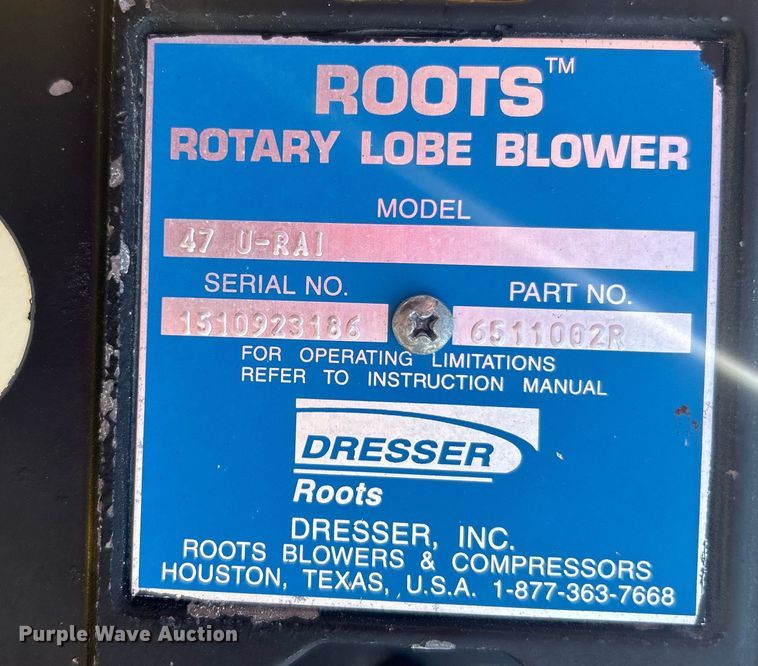 ROOTS™
ROTARY LOBE BLOWER
MODEL
47 U-RAI
SERIAL NO. PART NO.
1510923186 6511002R
FOR OPERATING LIMITATIONS
REFER TO INSTRUCTION MANUAL
DRESSER
Roots
DRESSER, INC.
ROOTS BLOWERS & COMPRESSORS
HOUSTON, TEXAS, U.S.A. 1-877-363-7668
Purple Wave Auction